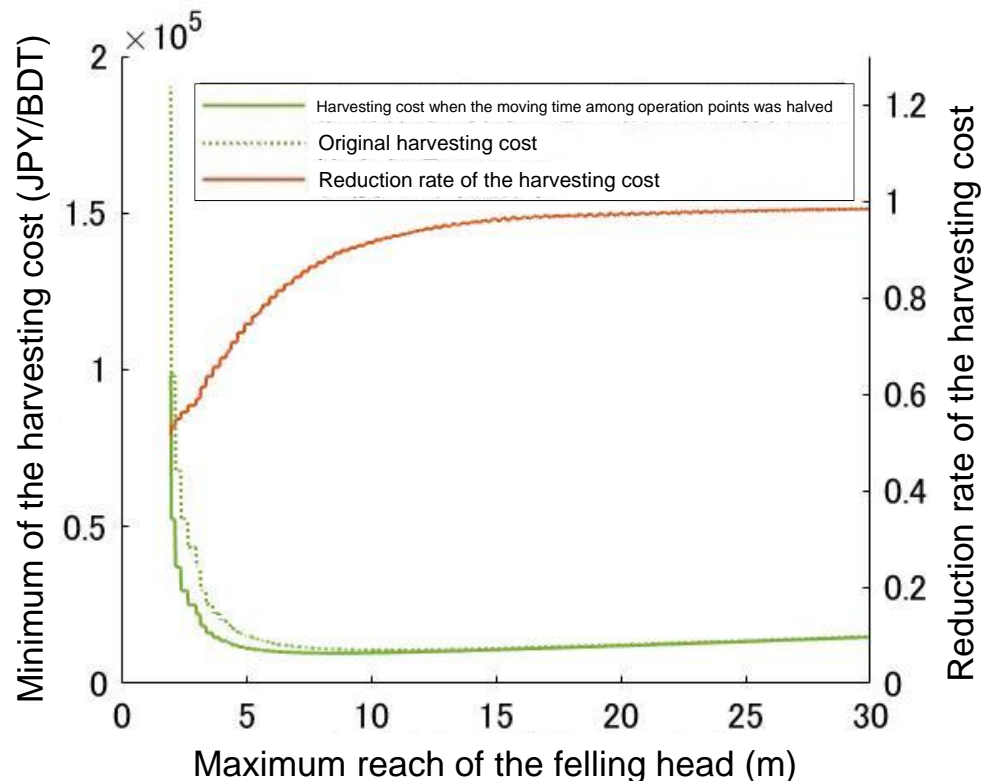 × 10⁵
2
1.5
1
0.5
0
Minimum of the harvesting cost (JPY/BDT)
Harvesting cost when the moving time among operation points was halved
Original harvesting cost
Reduction rate of the harvesting cost
1.2
1
0.8
0.6
0.4
0.2
0
Reduction rate of the harvesting cost
0 5 10 15 20 25 30
Maximum reach of the felling head (m)